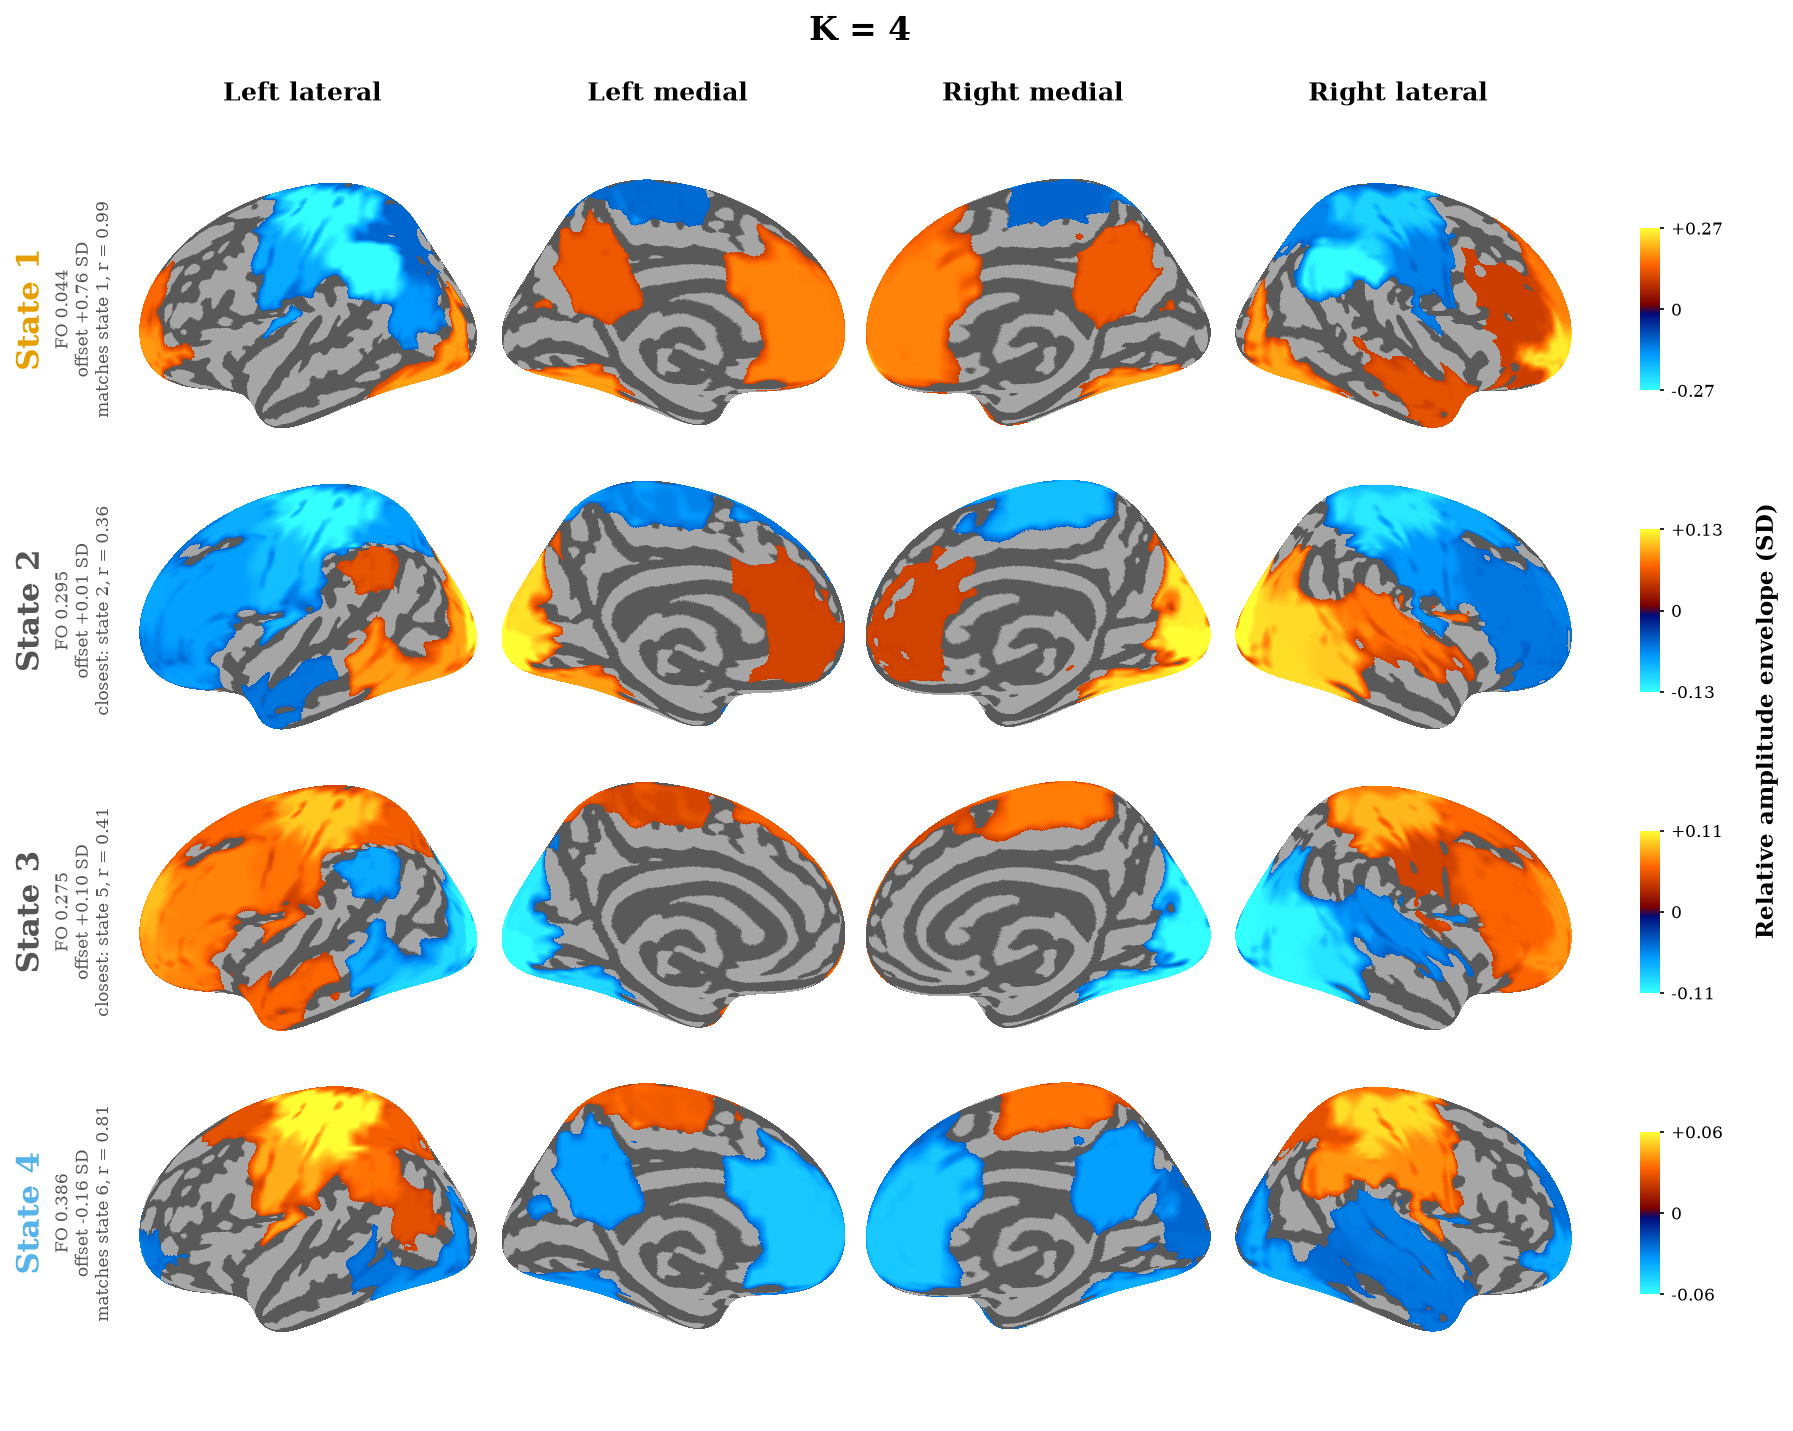 K = 4
Left lateral
Left medial
Right medial
Right lateral
State 1
FO 0.044
offset +0.76 SD
matches state 1, r = 0.99
+0.27
0
-0.27
State 2
FO 0.295
offset +0.01 SD
closest: state 2, r = 0.36
+0.13
0
-0.13
State 3
FO 0.275
offset +0.10 SD
closest: state 5, r = 0.41
+0.11
0
-0.11
State 4
FO 0.386
offset -0.16 SD
matches state 6, r = 0.81
+0.06
0
-0.06
Relative amplitude envelope (SD)